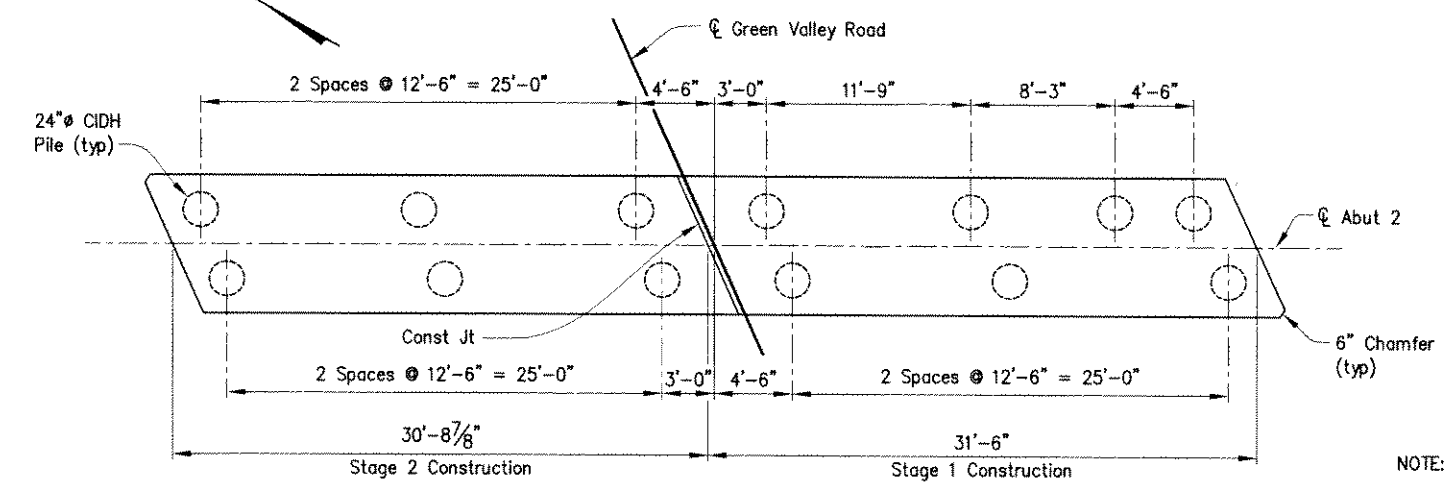 ℄ Green Valley Road
2 Spaces @ 12'-6" = 25'-0"
4'-6"
3'-0"
11'-9"
8'-3"
4'-6"
24"ø CIDH
Pile (typ)
℄ Abut 2
Const Jt
6" Chamfer
(typ)
2 Spaces @ 12'-6" = 25'-0"
3'-0"
4'-6"
2 Spaces @ 12'-6" = 25'-0"
30'-8⅞"
31'-6"
Stage 2 Construction
Stage 1 Construction
NOTE: